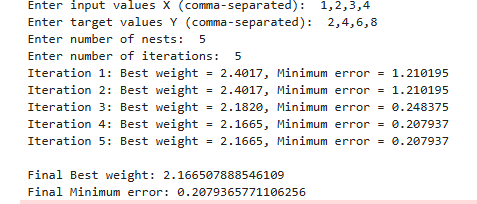 Enter input values X (comma-separated):  1,2,3,4
Enter target values Y (comma-separated):  2,4,6,8
Enter number of nests:  5
Enter number of iterations:  5
Iteration 1: Best weight = 2.4017, Minimum error = 1.210195
Iteration 2: Best weight = 2.4017, Minimum error = 1.210195
Iteration 3: Best weight = 2.1820, Minimum error = 0.248375
Iteration 4: Best weight = 2.1665, Minimum error = 0.207937
Iteration 5: Best weight = 2.1665, Minimum error = 0.207937
Final Best weight: 2.166507888546109
Final Minimum error: 0.2079365771106256